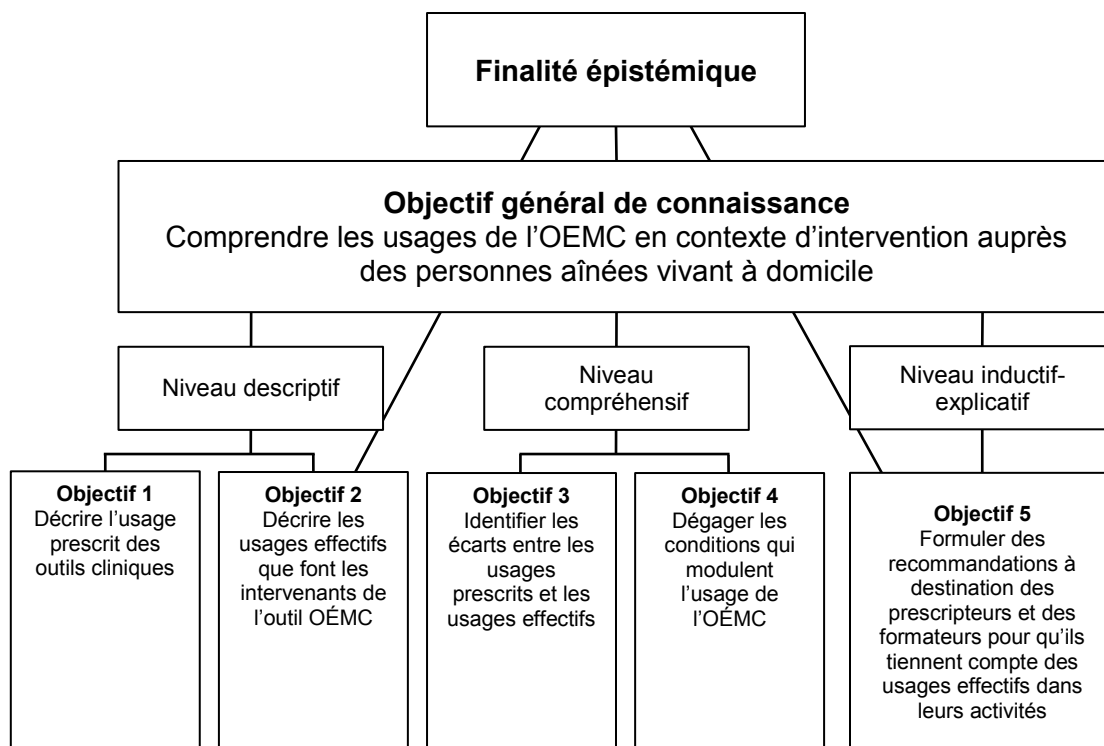 Finalité épistémique
Objectif général de connaissance
Comprendre les usages de l’OEMC en contexte d’intervention auprès
des personnes aînées vivant à domicile
Niveau descriptif
Niveau
compréhensif
Niveau inductif-
explicatif
Objectif 1
Décrire l’usage
prescrit des
outils cliniques
Objectif 2
Décrire les
usages effectifs
que font les
intervenants de
l’outil OÉMC
Objectif 3
Identifier les
écarts entre les
usages
prescrits et les
usages effectifs
Objectif 4
Dégager les
conditions qui
modulent
l’usage de
l’OÉMC
Objectif 5
Formuler des
recommandations à
destination des
prescripteurs et des
formateurs pour qu’ils
tiennent compte des
usages effectifs dans
leurs activités